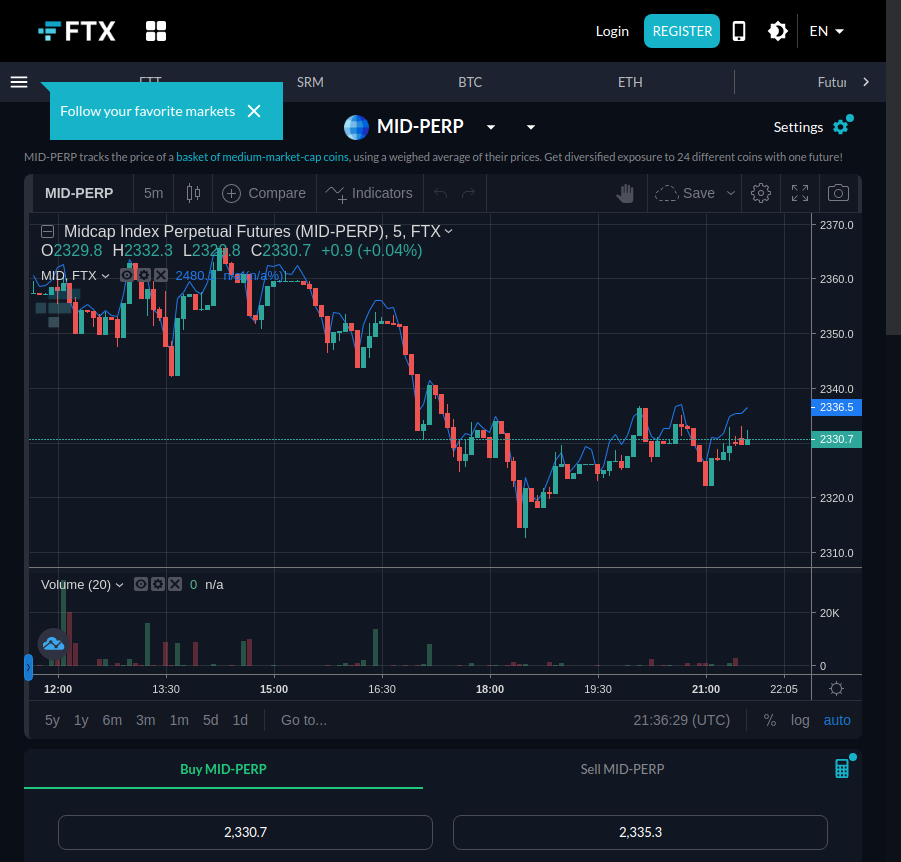 FTX
Login REGISTER EN
FTT SRM BTC ETH Futur
Follow your favorite markets
MID-PERP
Settings
MID-PERP tracks the price of a basket of medium-market-cap coins, using a weighed average of their prices. Get diversified exposure to 24 different coins with one future!
MID-PERP 5m Compare Indicators Save
Midcap Index Perpetual Futures (MID-PERP), 5, FTX
O2329.8 H2332.3 L2329.8 C2330.7 +0.9 (+0.04%)
MID, FTX
2370.0
2360.0
2350.0
2340.0
2336.5
2330.7
2320.0
2310.0
Volume (20) 0 n/a
20K
0
12:00 13:30 15:00 16:30 18:00 19:30 21:00 22:05
5y 1y 6m 3m 1m 5d 1d Go to... 21:36:29 (UTC) % log auto
Buy MID-PERP Sell MID-PERP
2,330.7 2,335.3